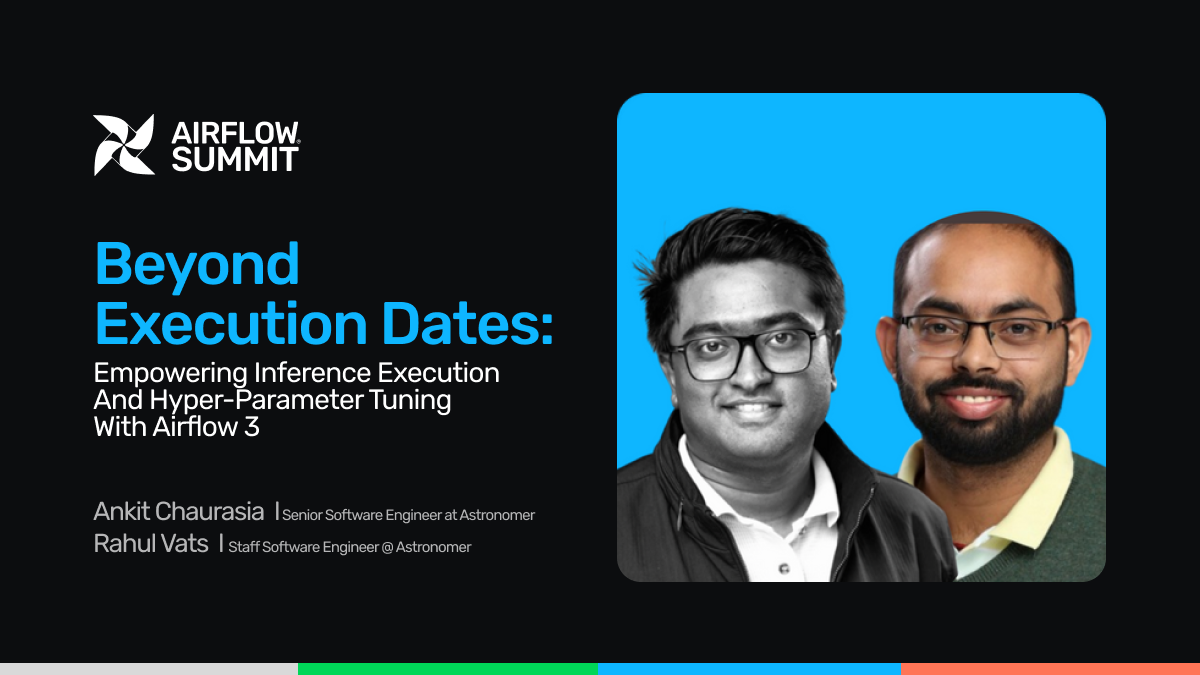 AIRFLOW
SUMMIT
Beyond
Execution Dates:
Empowering Inference Execution
And Hyper-Parameter Tuning
With Airflow 3
Ankit Chaurasia | Senior Software Engineer at Astronomer
Rahul Vats | Staff Software Engineer @ Astronomer